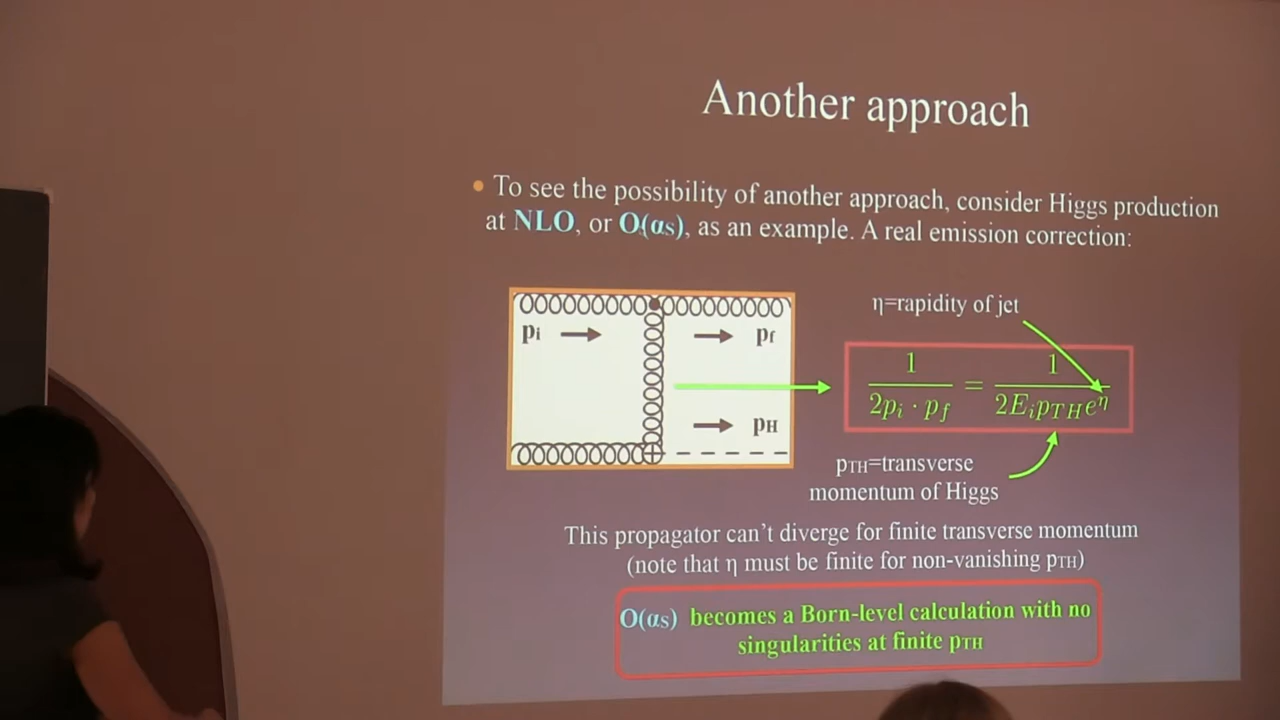 Another approach
• To see the possibility of another approach, consider Higgs production
at NLO, or O(αs), as an example. A real emission correction:
η=rapidity of jet
pi
pf
pH
1/(2pi · pf) = 1/(2EipTHe^η)
pTH=transverse
momentum of Higgs
This propagator can't diverge for finite transverse momentum
(note that η must be finite for non-vanishing pTH)
O(αs) becomes a Born-level calculation with no
singularities at finite pTH